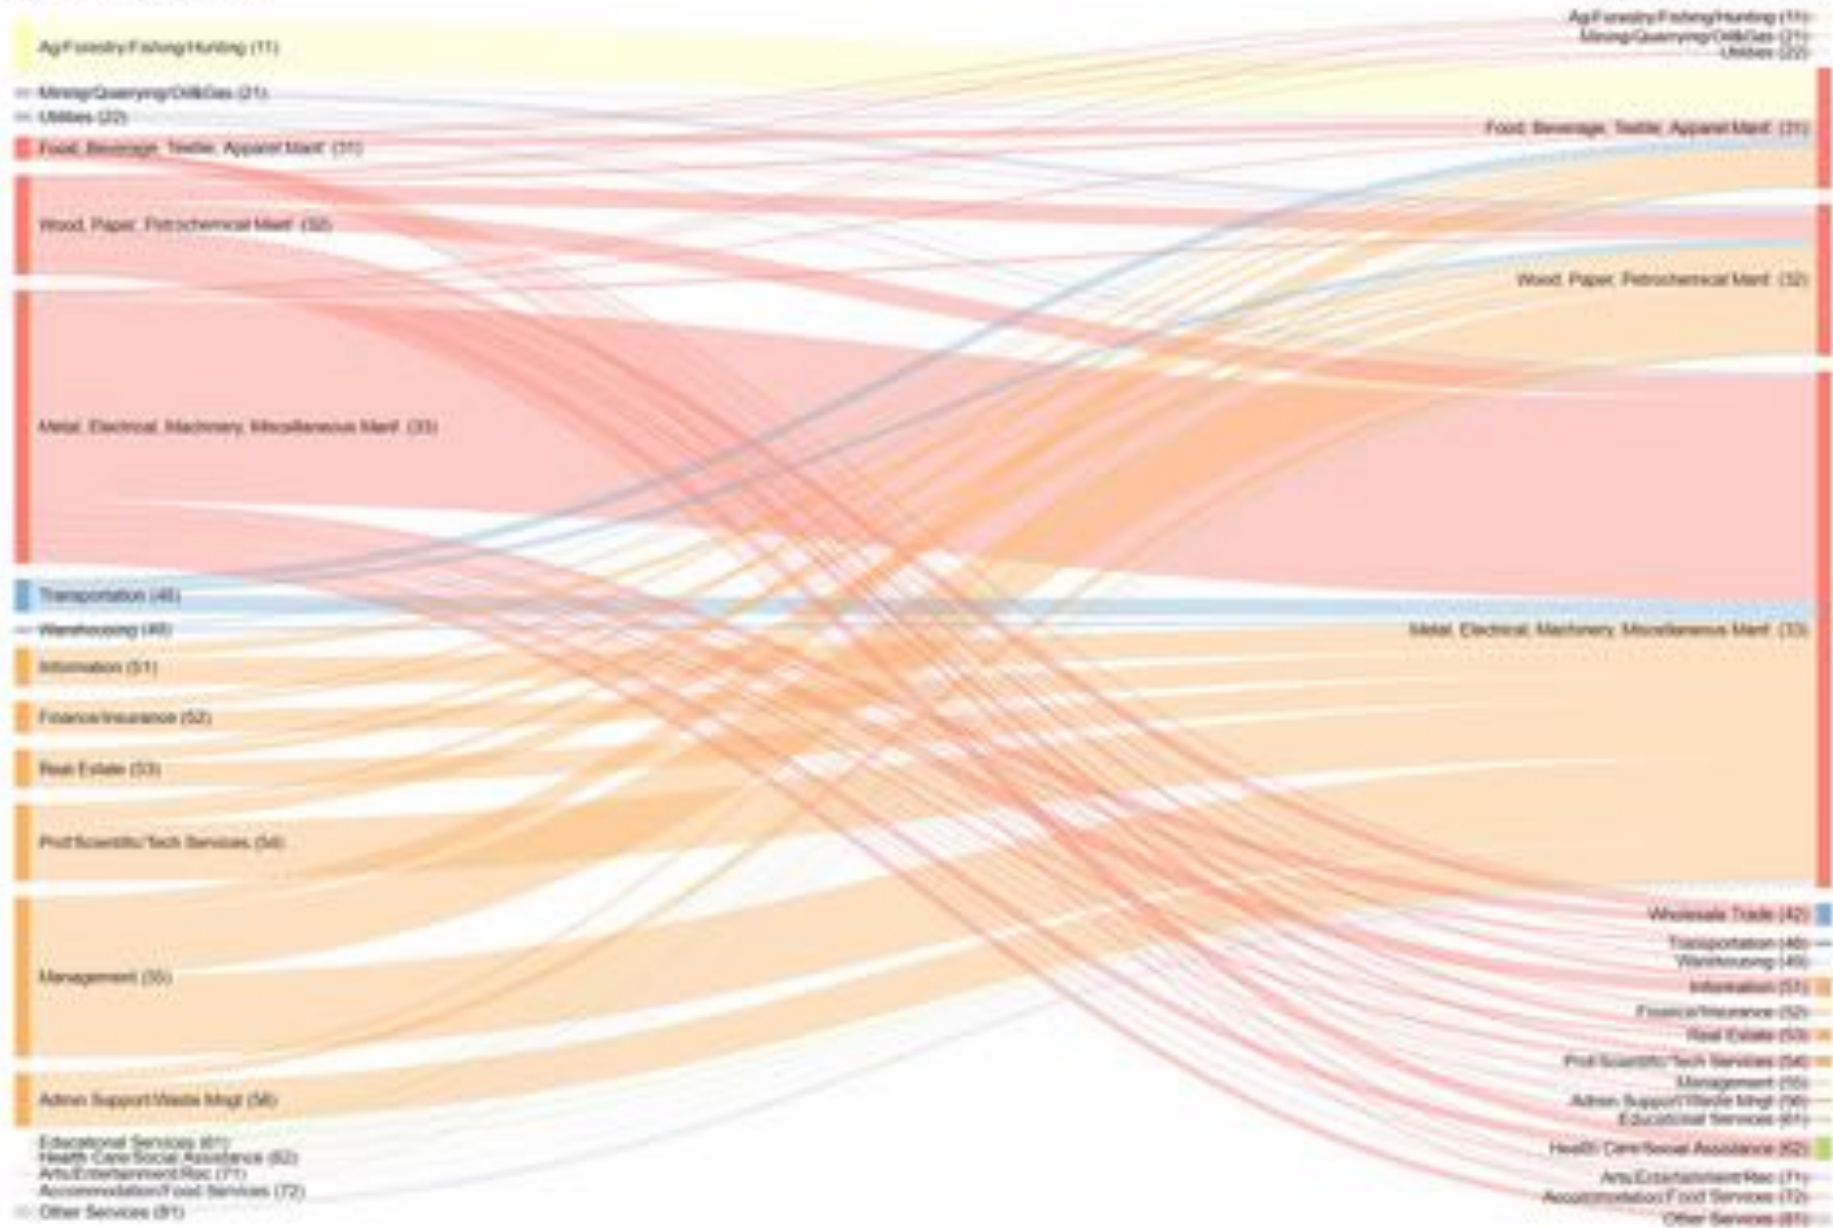 Ag/Forestry/Fishing/Hunting (11)
Mining/Quarrying/Oil&Gas (21)
Utilities (22)
Food, Beverage, Textile, Apparel Manf. (31)
Wood, Paper, Petrochemical Manf. (32)
Metal, Electrical, Machinery, Miscellaneous Manf. (33)
Transportation (48)
Warehousing (49)
Information (51)
Finance/Insurance (52)
Real Estate (53)
Prof/Scientific/Tech Services (54)
Management (55)
Admin Support/Waste Mngt (56)
Educational Services (61)
Health Care/Social Assistance (62)
Arts/Entertainment/Rec (71)
Accommodation/Food Services (72)
Other Services (81)
Ag/Forestry/Fishing/Hunting (11)
Mining/Quarrying/Oil&Gas (21)
Utilities (22)
Food, Beverage, Textile, Apparel Manf. (31)
Wood, Paper, Petrochemical Manf. (32)
Metal, Electrical, Machinery, Miscellaneous Manf. (33)
Wholesale Trade (42)
Transportation (48)
Warehousing (49)
Information (51)
Finance/Insurance (52)
Real Estate (53)
Prof/Scientific/Tech Services (54)
Management (55)
Admin Support/Waste Mngt (56)
Educational Services (61)
Health Care/Social Assistance (62)
Arts/Entertainment/Rec (71)
Accommodation/Food Services (72)
Other Services (81)